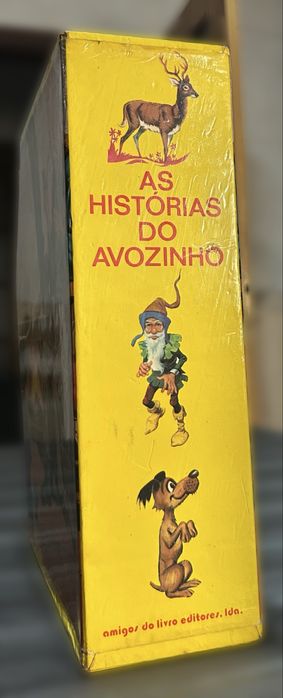 AS
HISTÓRIAS
DO
AVOZINHO
amigos do livro editores, lda.